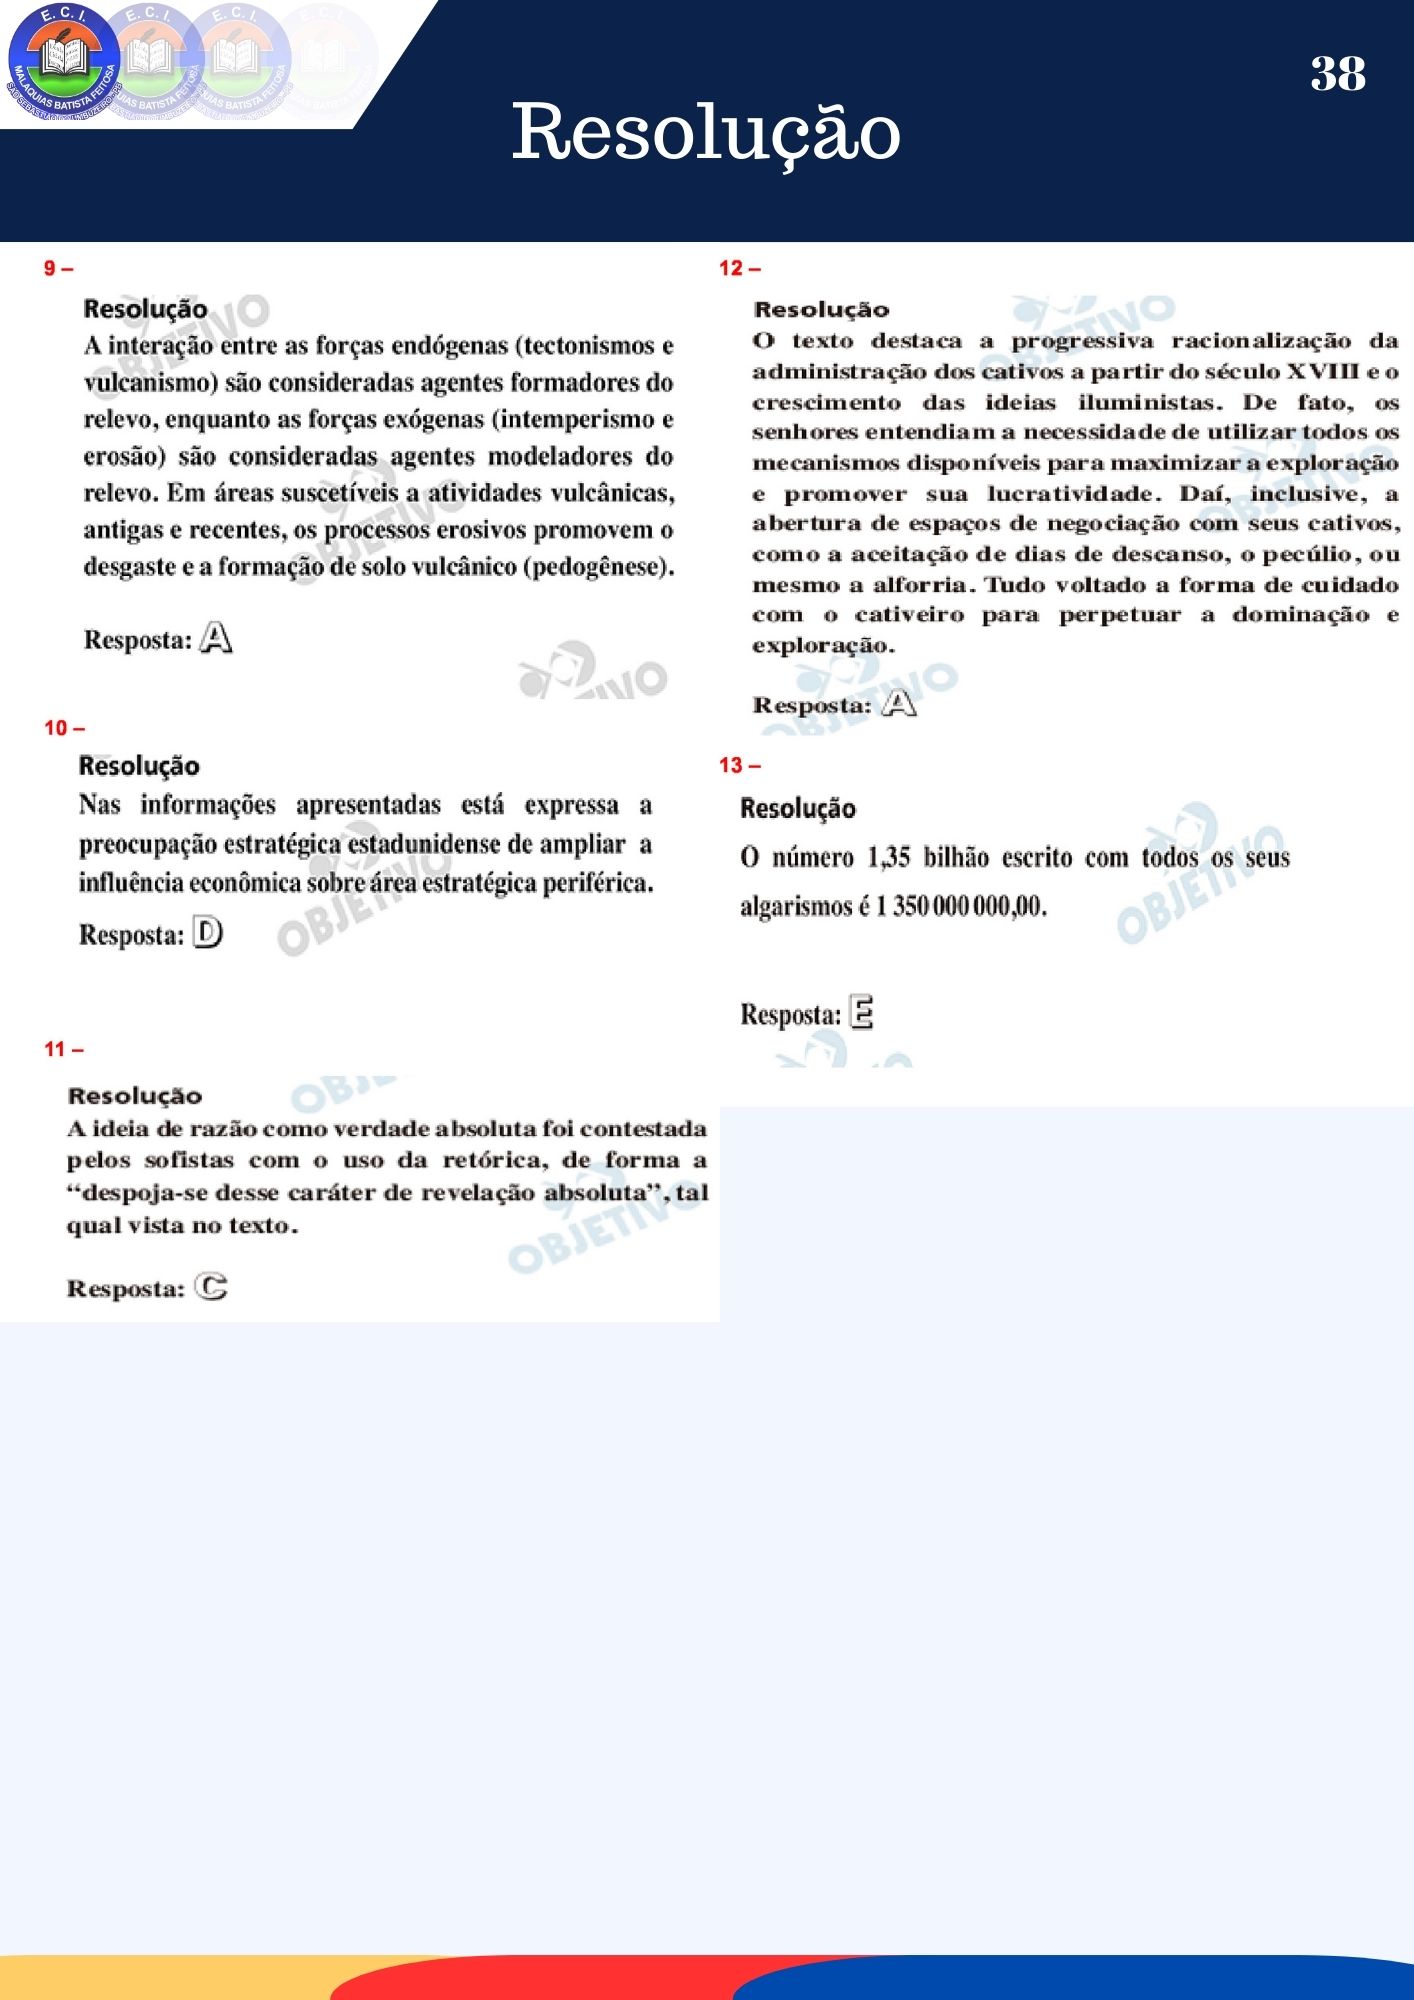 E. C. I.
E. C. I.
E. C. I.
E. C. I.
MALAQUIAS BATISTA FEITOSA
38
Resolução
9 –
Resolução
A interação entre as forças endógenas (tectonismos e
vulcanismo) são consideradas agentes formadores do
relevo, enquanto as forças exógenas (intemperismo e
erosão) são consideradas agentes modeladores do
relevo. Em áreas suscetíveis a atividades vulcânicas,
antigas e recentes, os processos erosivos promovem o
desgaste e a formação de solo vulcânico (pedogênese).
Resposta: A
10 –
Resolução
Nas informações apresentadas está expressa a
preocupação estratégica estadunidense de ampliar a
influência econômica sobre área estratégica periférica.
Resposta: D
OBJETIVO
11 –
Resolução
A ideia de razão como verdade absoluta foi contestada
pelos sofistas com o uso da retórica, de forma a
“despoja-se desse caráter de revelação absoluta”, tal
qual vista no texto.
OBJETIVO
Resposta: C
12 –
Resolução
O texto destaca a progressiva racionalização da
administração dos cativos a partir do século XVIII e o
crescimento das ideias iluministas. De fato, os
senhores entendiam a necessidade de utilizar todos os
mecanismos disponíveis para maximizar a exploração
e promover sua lucratividade. Daí, inclusive, a
abertura de espaços de negociação com seus cativos,
como a aceitação de dias de descanso, o pecúlio, ou
mesmo a alforria. Tudo voltado a forma de cuidado
com o cativeiro para perpetuar a dominação e
exploração.
Resposta: A
OBJETIVO
13 –
Resolução
O número 1,35 bilhão escrito com todos os seus
algarismos é 1 350 000 000,00.
OBJETIVO
Resposta: E